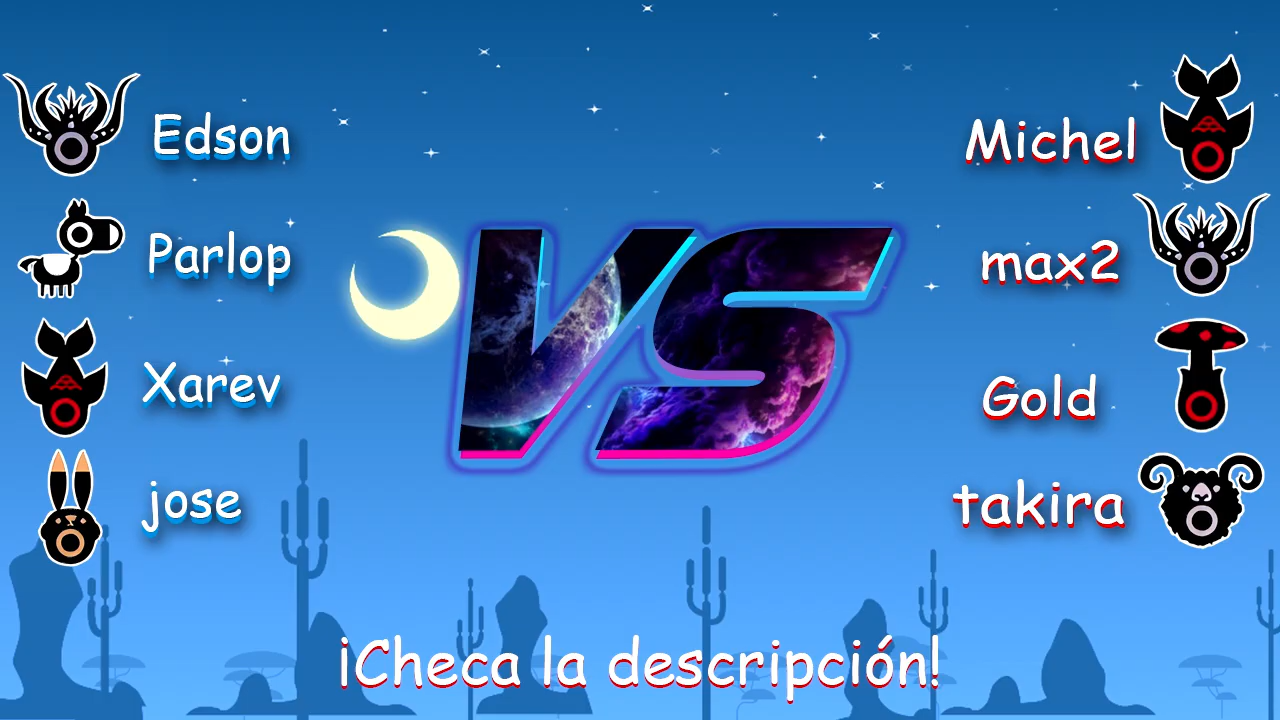 Edson
Parlop
Xarev
jose
VS
Michel
max2
Gold
takira
¡Checa la descripción!